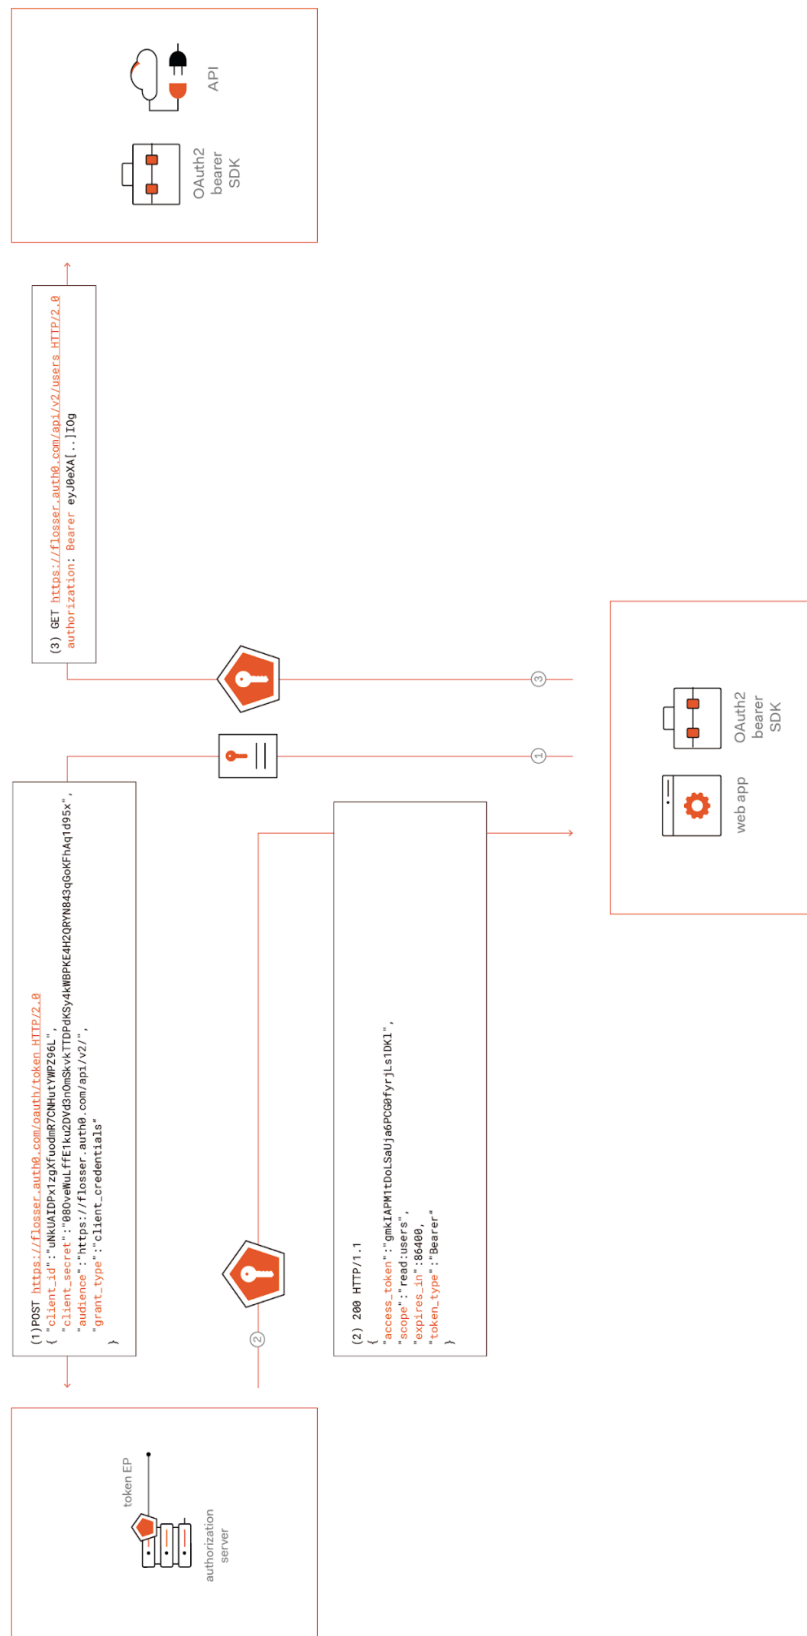 token EP
authorization
server
(1)POST https://flosser.auth0.com/oauth/token HTTP/2.0
{ "client_id":"uNkUAIDPx1zgXfuodmR7CNHutYWPZ96L",
"client_secret":"08OveWuLffE1ku2DVd3nOmSkvkTTDPdKSy4kWBPKE4H2QRYN843qGoKFhAq1d95x",
"audience":"https://flosser.auth0.com/api/v2/",
"grant_type":"client_credentials"
}
(3) GET https://flosser.auth0.com/api/v2/users HTTP/2.0
authorization: Bearer eyJ0eXA[..]IOg
OAuth2
bearer
SDK
API
2
1
3
(2) 200 HTTP/1.1
{
"access_token":"gmkIAPM1tDoLSaUja6PCG0fyrjLs1DKl",
"scope":"read:users",
"expires_in":86400,
"token_type":"Bearer"
}
web app
OAuth2
bearer
SDK